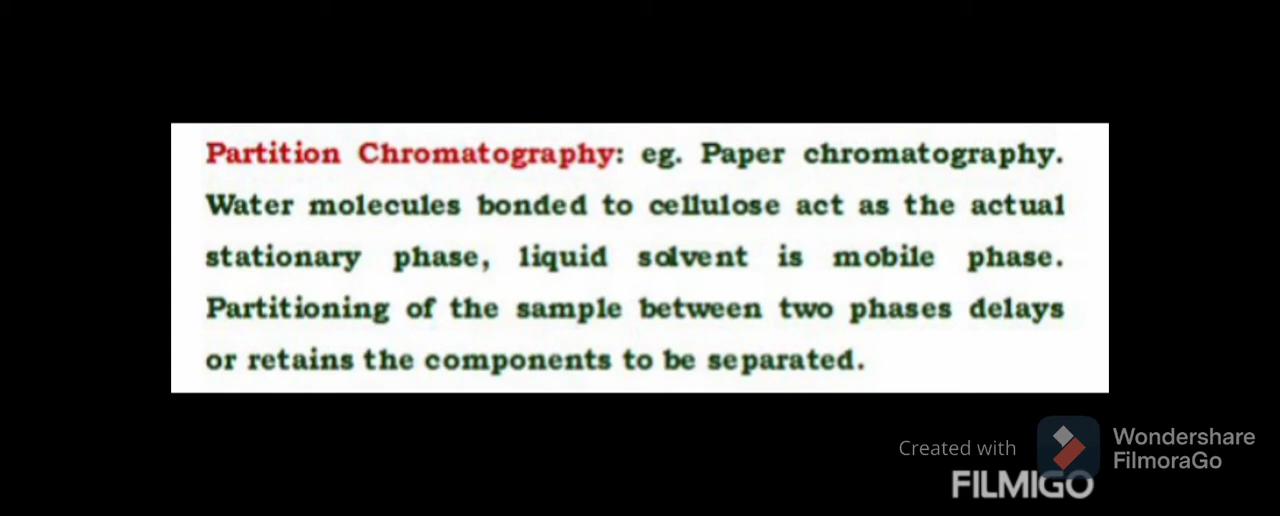 Partition Chromatography: eg. Paper chromatography.
Water molecules bonded to cellulose act as the actual
stationary phase, liquid solvent is mobile phase.
Partitioning of the sample between two phases delays
or retains the components to be separated.
Created with
Wondershare
FilmoraGo
FILMIGO